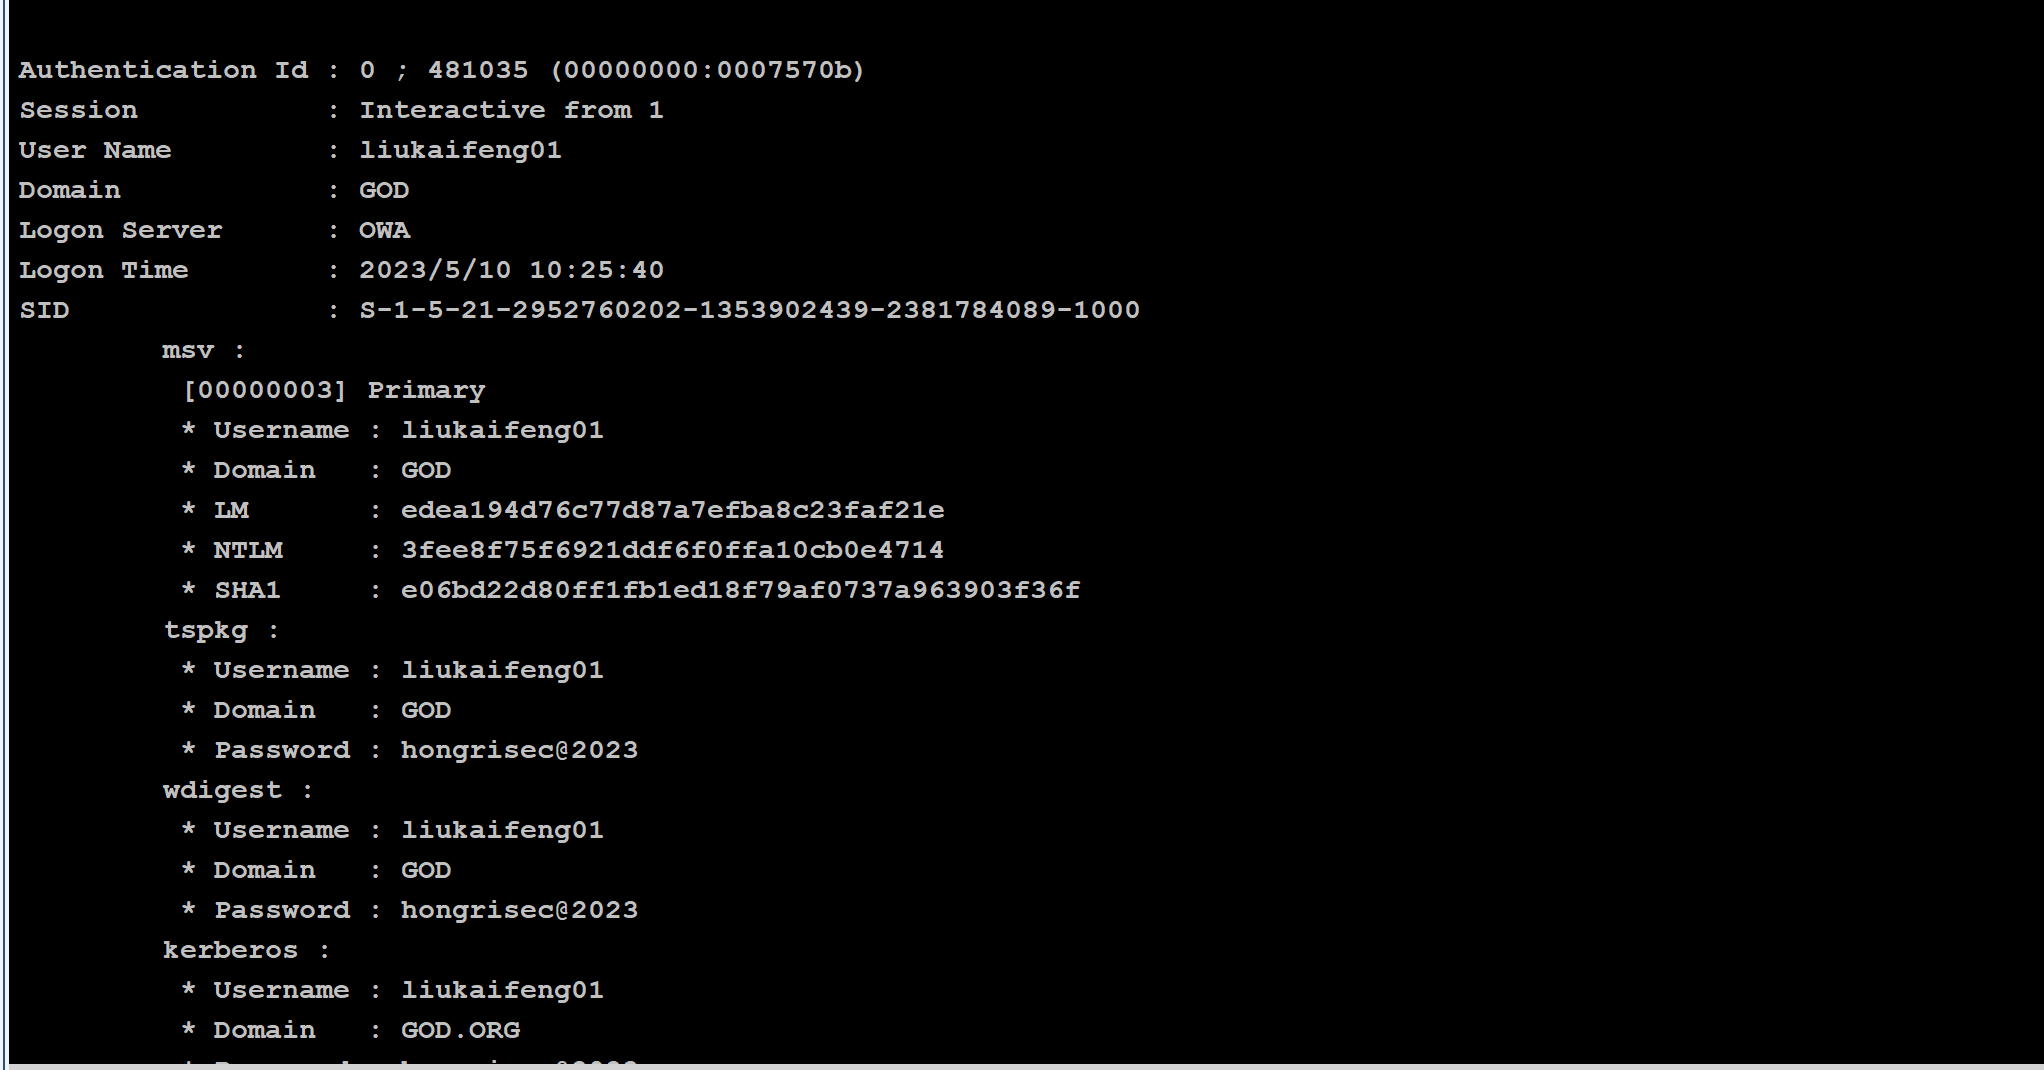 Authentication Id : 0 ; 481035 (00000000:0007570b)
Session           : Interactive from 1
User Name         : liukaifeng01
Domain            : GOD
Logon Server      : OWA
Logon Time        : 2023/5/10 10:25:40
SID               : S-1-5-21-2952760202-1353902439-2381784089-1000
msv :
[00000003] Primary
* Username : liukaifeng01
* Domain   : GOD
* LM       : edea194d76c77d87a7efba8c23faf21e
* NTLM     : 3fee8f75f6921ddf6f0ffa10cb0e4714
* SHA1     : e06bd22d80ff1fb1ed18f79af0737a963903f36f
tspkg :
* Username : liukaifeng01
* Domain   : GOD
* Password : hongrisec@2023
wdigest :
* Username : liukaifeng01
* Domain   : GOD
* Password : hongrisec@2023
kerberos :
* Username : liukaifeng01
* Domain   : GOD.ORG